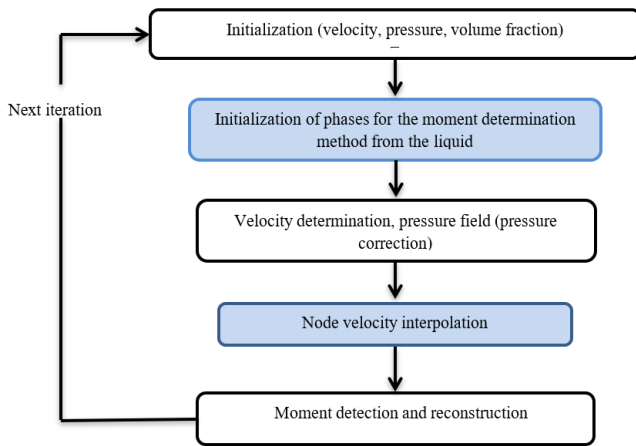 Initialization (velocity, pressure, volume fraction)
–
Next iteration
Initialization of phases for the moment determination
method from the liquid
Velocity determination, pressure field (pressure
correction)
Node velocity interpolation
Moment detection and reconstruction